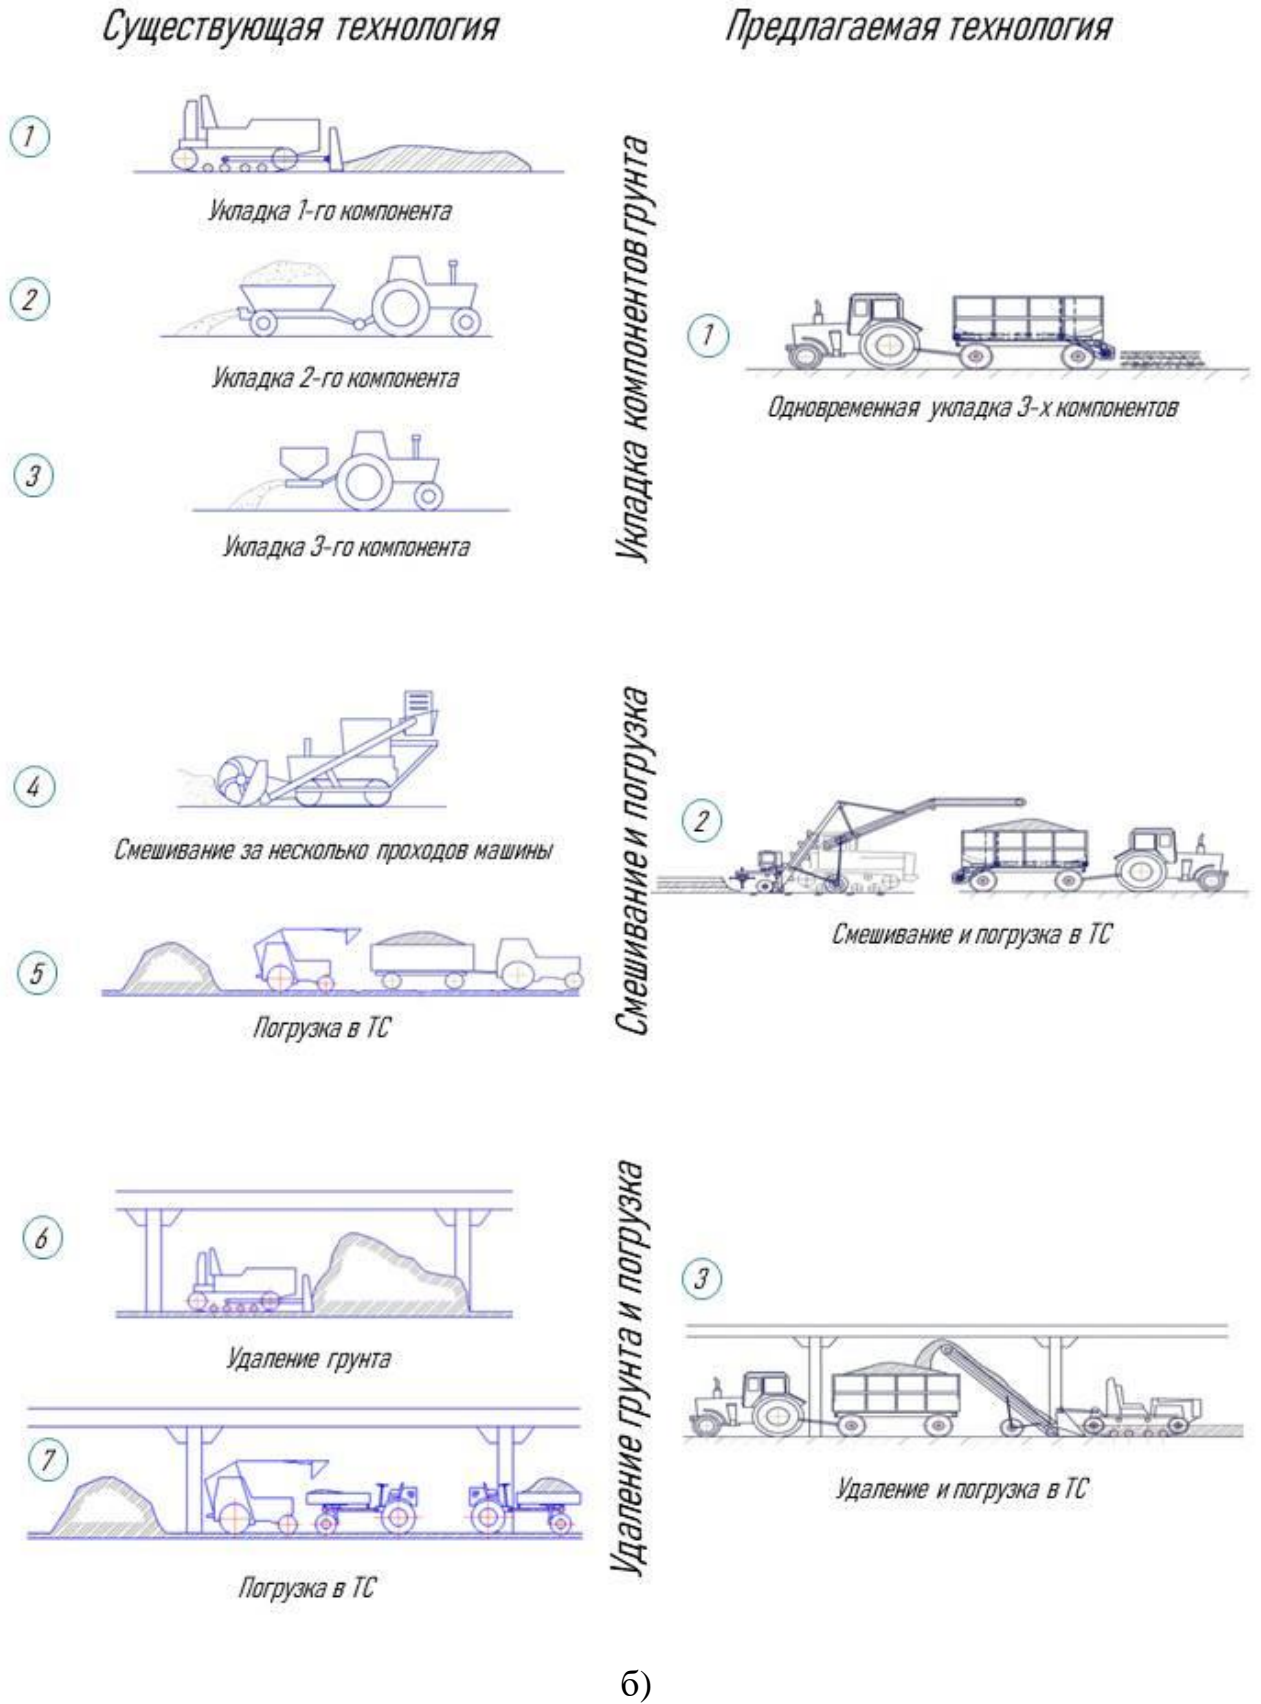 Существующая технология
Предлагаемая технология
1
Укладка 1-го компонента
2
Укладка 2-го компонента
3
Укладка 3-го компонента
Укладка компонентов грунта
1
Одновременная укладка 3-х компонентов
4
Смешивание за несколько проходов машины
5
Погрузка в ТС
Смешивание и погрузка
2
Смешивание и погрузка в ТС
6
Удаление грунта
7
Погрузка в ТС
Удаление грунта и погрузка
3
Удаление и погрузка в ТС
б)